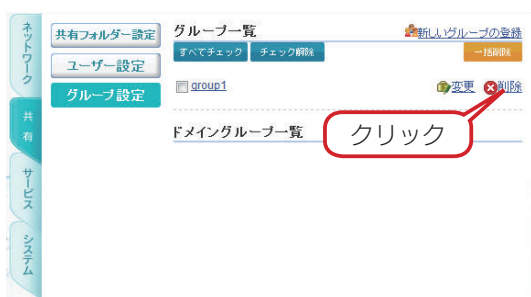 ネットワーク
共有
サービス
システム
共有フォルダー設定
ユーザー設定
グループ設定
グループ一覧
新しいグループの登録
すべてチェック
チェック解除
一括削除
group1
変更
削除
ドメイングループ一覧
クリック